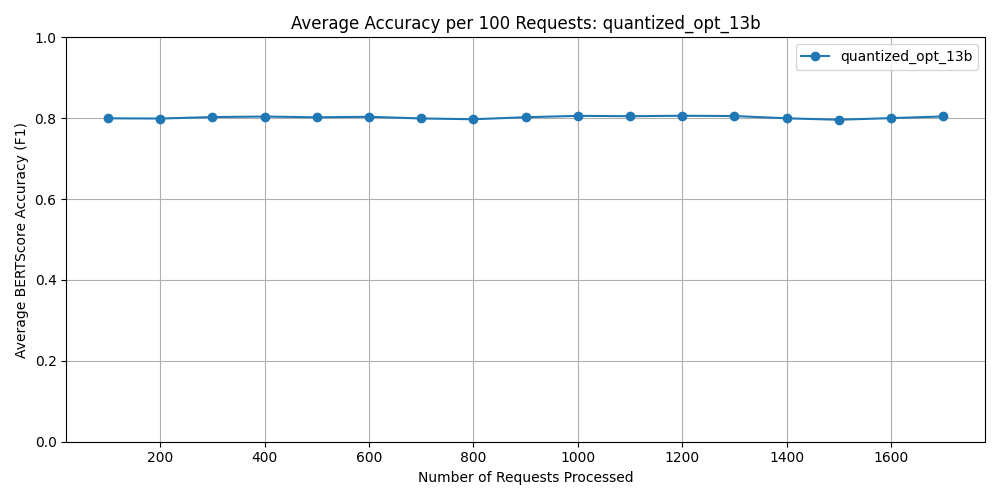 Average Accuracy per 100 Requests: quantized_opt_13b
quantized_opt_13b
Average BERTScore Accuracy (F1)
1.0
0.8
0.6
0.4
0.2
0.0
200 400 600 800 1000 1200 1400 1600
Number of Requests Processed